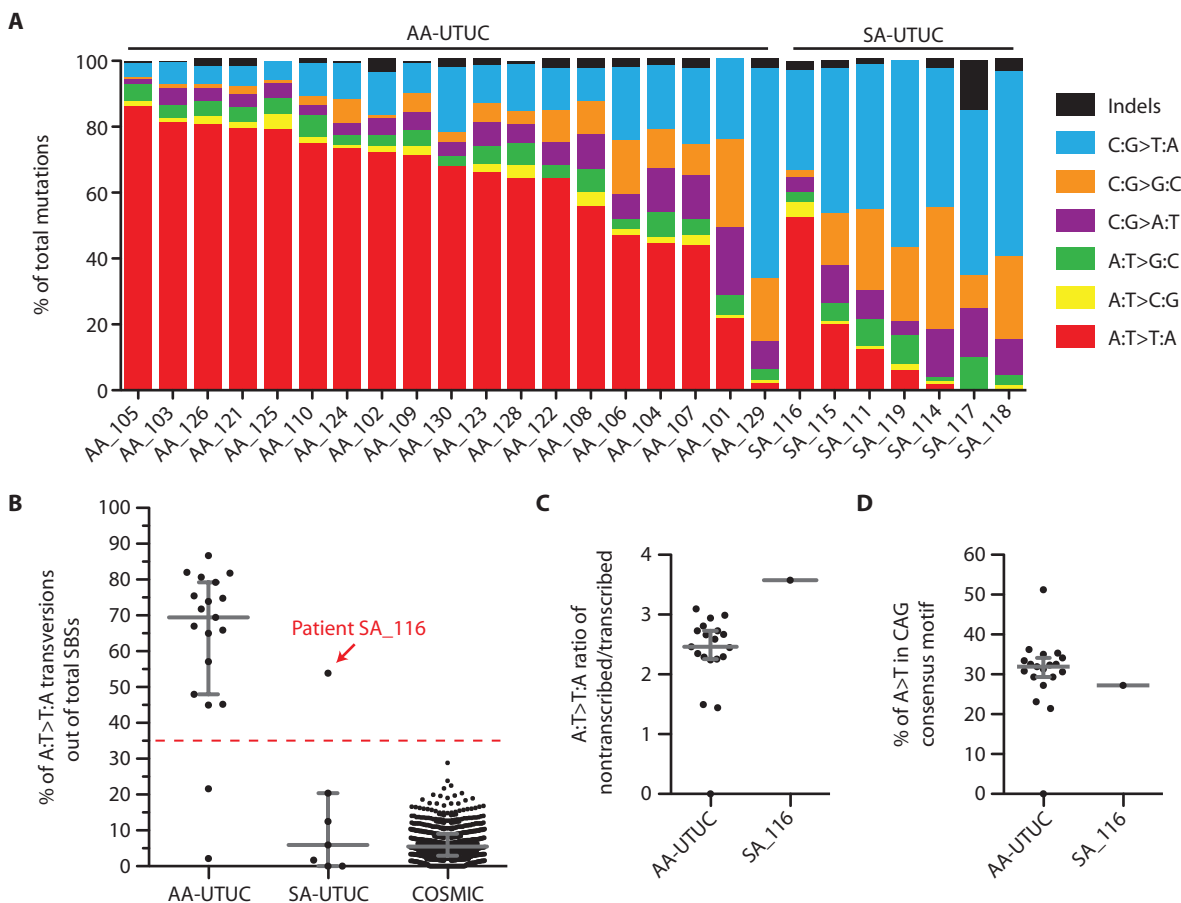 A
AA-UTUC
SA-UTUC
% of total mutations
100
80
60
40
20
0
AA_105
AA_103
AA_126
AA_121
AA_125
AA_110
AA_124
AA_102
AA_109
AA_130
AA_123
AA_128
AA_122
AA_108
AA_106
AA_104
AA_107
AA_101
AA_129
SA_116
SA_115
SA_111
SA_119
SA_114
SA_117
SA_118
Indels
C:G>T:A
C:G>G:C
C:G>A:T
A:T>G:C
A:T>C:G
A:T>T:A
B
% of A:T>T:A transversions
out of total SBSs
100
90
80
70
60
50
40
30
20
10
0
Patient SA_116
AA-UTUC
SA-UTUC
COSMIC
C
A:T>T:A ratio of
nontranscribed/transcribed
4
3
2
1
0
AA-UTUC
SA_116
D
% of A>T in CAG
consensus motif
60
50
40
30
20
10
0
AA-UTUC
SA_116